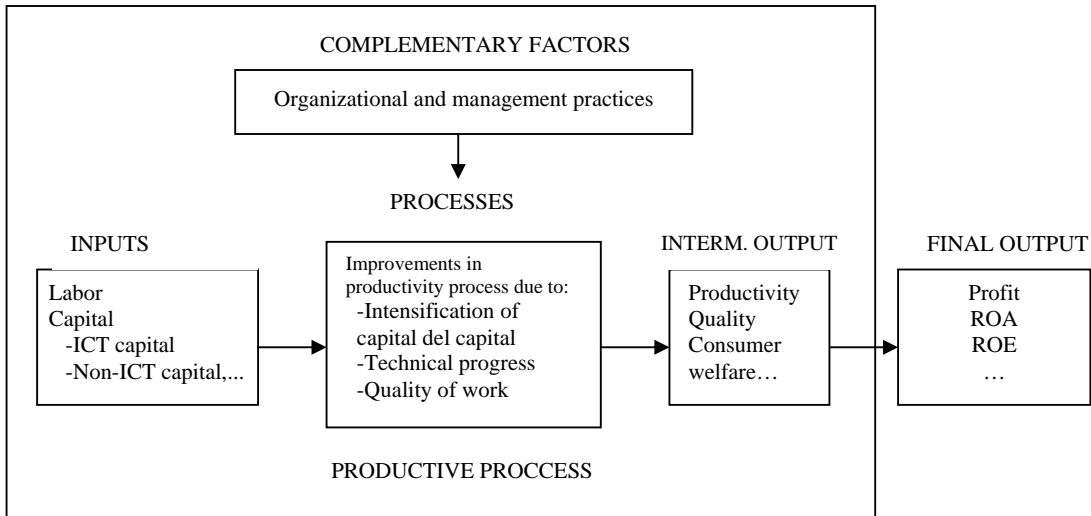 COMPLEMENTARY FACTORS
Organizational and management practices
PROCESSES
INPUTS
Labor
Capital
-ICT capital
-Non-ICT capital,...
Improvements in
productivity process due to:
-Intensification of
capital del capital
-Technical progress
-Quality of work
INTERM. OUTPUT
Productivity
Quality
Consumer
welfare…
FINAL OUTPUT
Profit
ROA
ROE
…
PRODUCTIVE PROCCESS